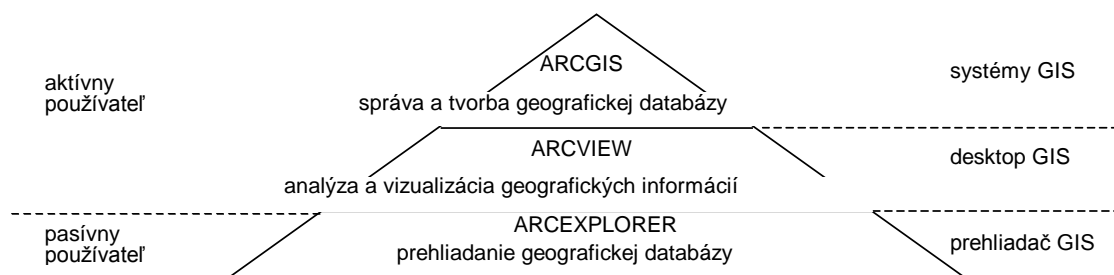 ARCGIS
aktívny
používateľ
systémy GIS
správa a tvorba geografickej databázy
ARCVIEW
desktop GIS
analýza a vizualizácia geografických informácií
ARCEXPLORER
pasívny
používateľ
prehliadanie geografickej databázy
prehliadač GIS